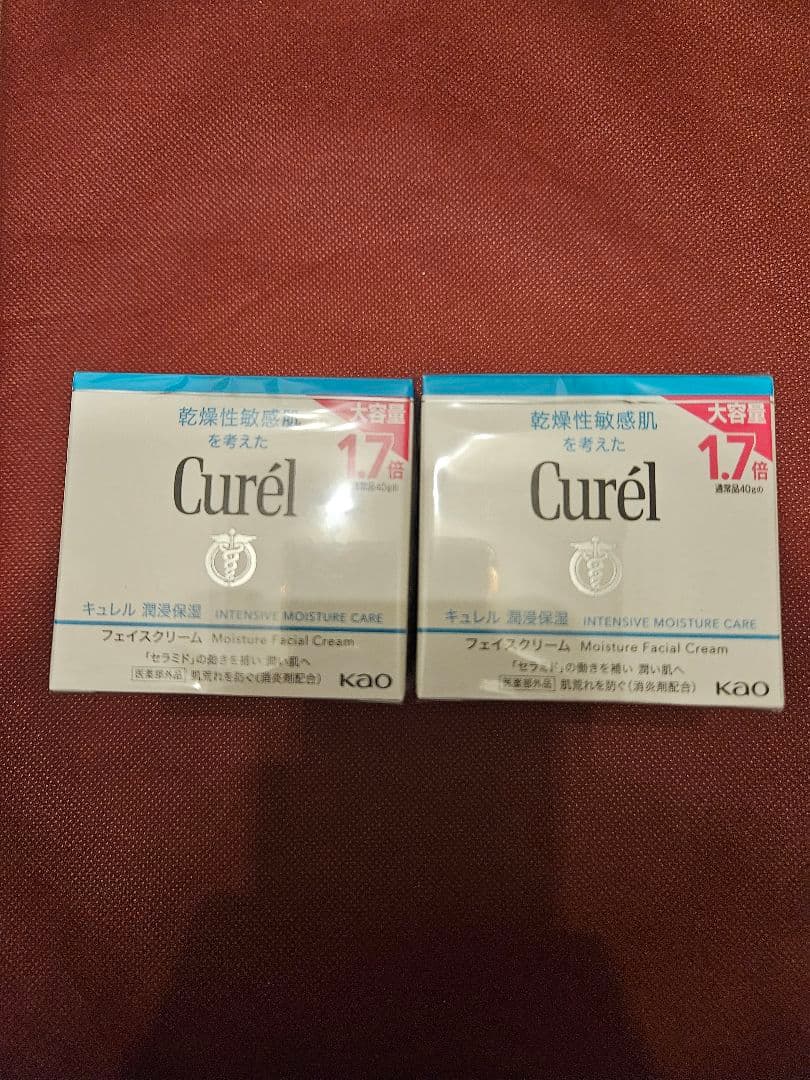 乾燥性敏感肌
を考えた
大容量
1.7倍
通常品40gの
Curél
キュレル 潤浸保湿 INTENSIVE MOISTURE CARE
フェイスクリーム Moisture Facial Cream
「セラミド」の働きを補い 潤い肌へ
医薬部外品 肌荒れを防ぐ(消炎剤配合)
Kao
乾燥性敏感肌
を考えた
大容量
1.7倍
通常品40gの
Curél
キュレル 潤浸保湿 INTENSIVE MOISTURE CARE
フェイスクリーム Moisture Facial Cream
「セラミド」の働きを補い 潤い肌へ
医薬部外品 肌荒れを防ぐ(消炎剤配合)
Kao